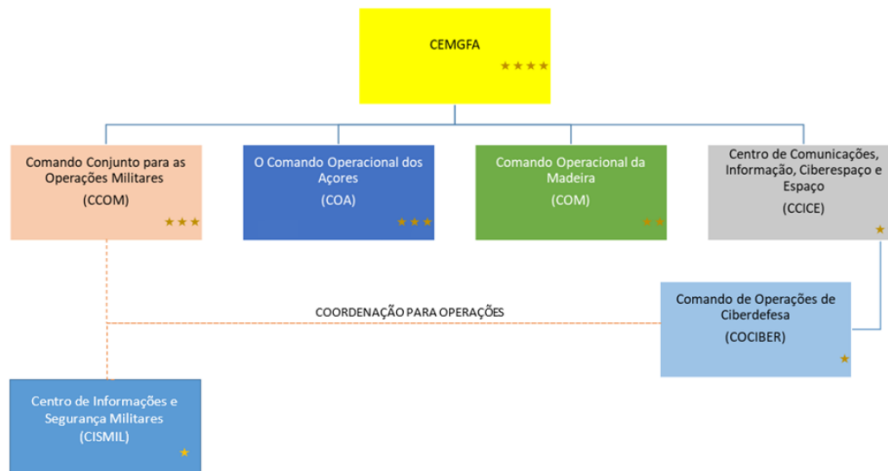 CEMGFA
Comando Conjunto para as
Operações Militares
(CCOM)
O Comando Operacional dos
Açores
(COA)
Comando Operacional da
Madeira
(COM)
Centro de Comunicações,
Informação, Ciberespaço e
Espaço
(CCICE)
COORDENAÇÃO PARA OPERAÇÕES
Comando de Operações de
Ciberdefesa
(COCIBER)
Centro de Informações e
Segurança Militares
(CISMIL)